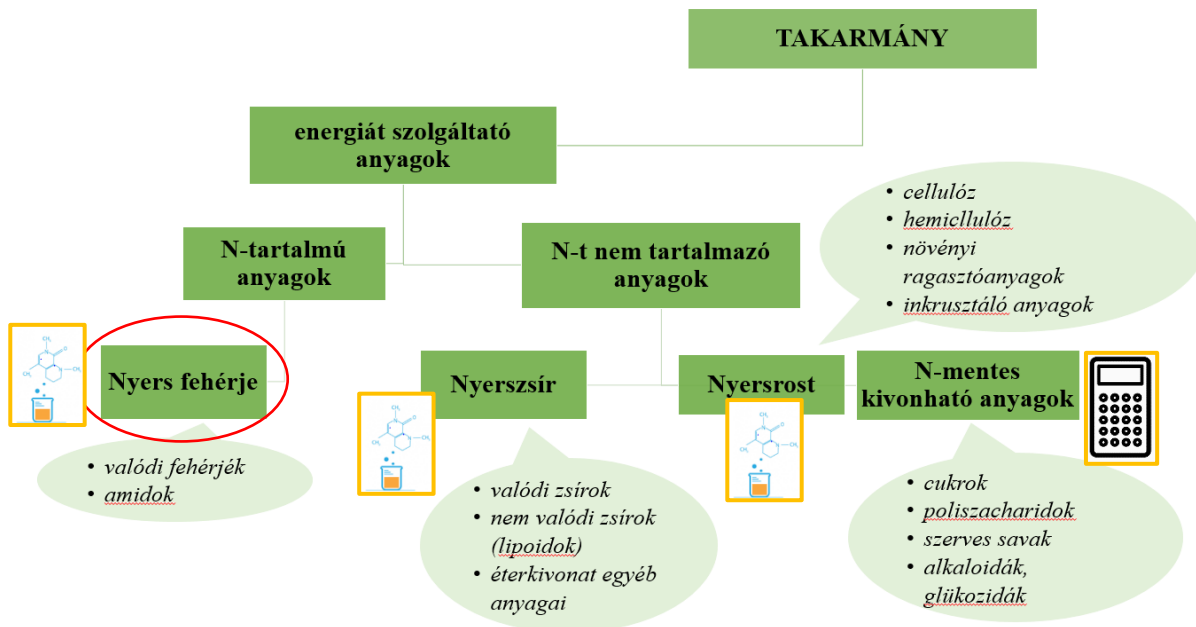 TAKARMÁNY
energiát szolgáltató
anyagok
N-tartalmú
anyagok
N-t nem tartalmazó
anyagok
• cellulóz
• hemicllulóz
• növényi
ragasztóanyagok
• inkrusztáló anyagok
Nyers fehérje
Nyerszsír
Nyersrost
N-mentes
kivonható anyagok
• valódi fehérjék
• amidok
• valódi zsírok
• nem valódi zsírok
(lipoidok)
• éterkivonat egyéb
anyagai
• cukrok
• poliszacharidok
• szerves savak
• alkaloidák,
glükozidák